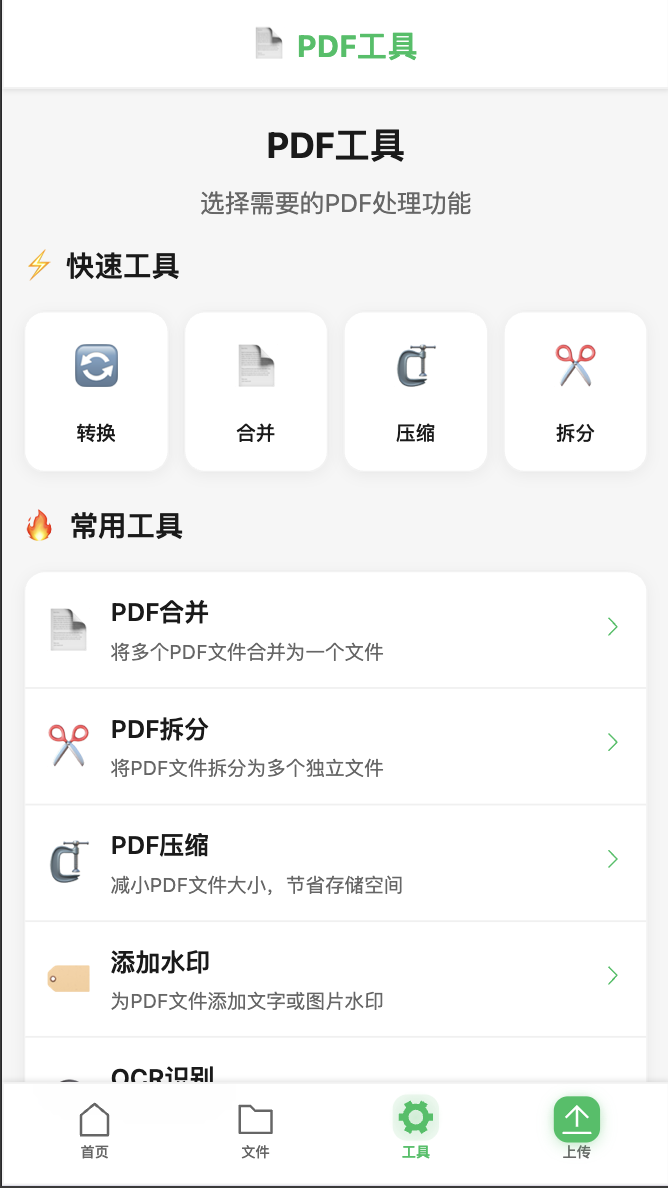 PDF工具
PDF工具
选择需要的PDF处理功能
快速工具
转换
合并
压缩
拆分
常用工具
PDF合并
将多个PDF文件合并为一个文件
PDF拆分
将PDF文件拆分为多个独立文件
PDF压缩
减小PDF文件大小，节省存储空间
添加水印
为PDF文件添加文字或图片水印
OCR识别
首页
文件
工具
上传